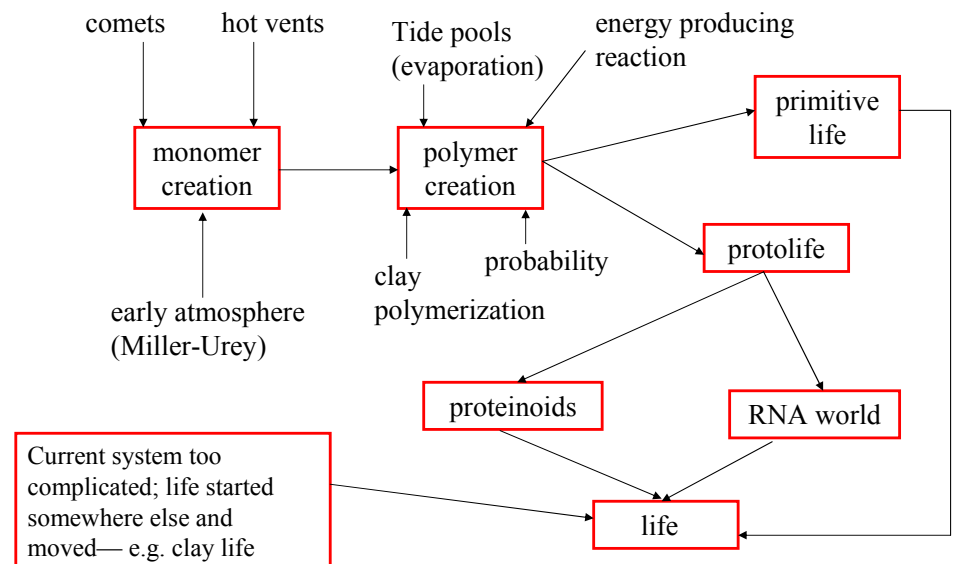 comets
hot vents
Tide pools
(evaporation)
energy producing
reaction
primitive
life
monomer
creation
polymer
creation
protolife
probability
clay
polymerization
early atmosphere
(Miller-Urey)
proteinoids
RNA world
Current system too
complicated; life started
somewhere else and
moved— e.g. clay life
life